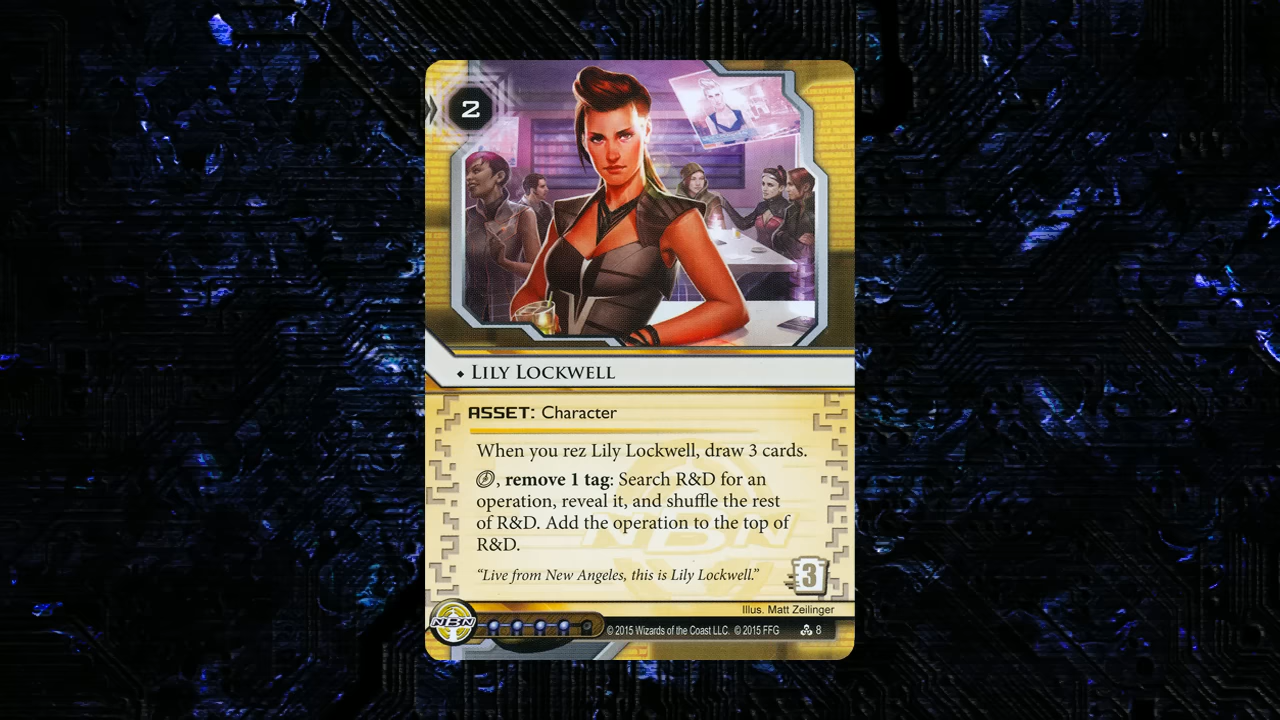 2
◆ LILY LOCKWELL
ASSET: Character
When you rez Lily Lockwell, draw 3 cards.
, remove 1 tag: Search R&D for an
operation, reveal it, and shuffle the rest
of R&D. Add the operation to the top of
R&D.
“Live from New Angeles, this is Lily Lockwell.”
3
Illus. Matt Zeilinger
NBN
© 2015 Wizards of the Coast LLC. © 2015 FFG 8